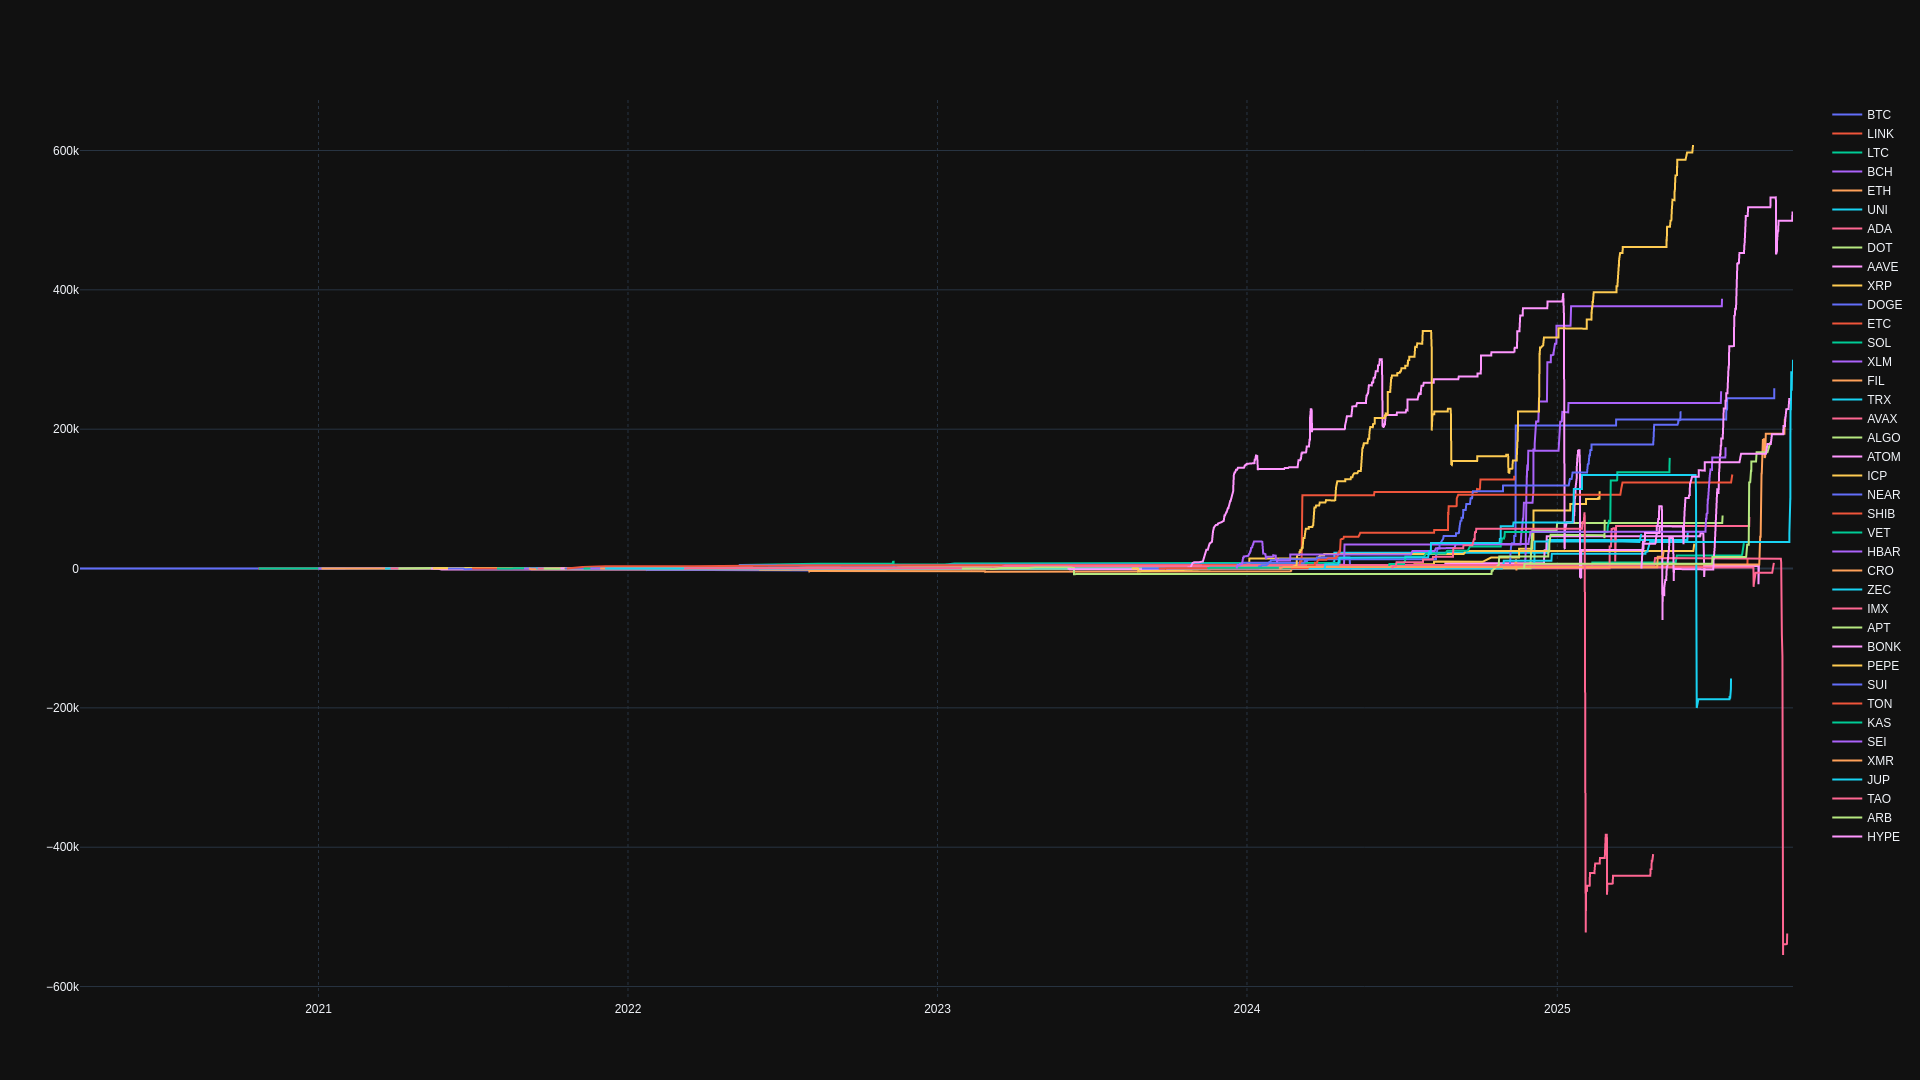 600k
400k
200k
0
−200k
−400k
−600k
2021
2022
2023
2024
2025
BTC
LINK
LTC
BCH
ETH
UNI
ADA
DOT
AAVE
XRP
DOGE
ETC
SOL
XLM
FIL
TRX
AVAX
ALGO
ATOM
ICP
NEAR
SHIB
VET
HBAR
CRO
ZEC
IMX
APT
BONK
PEPE
SUI
TON
KAS
SEI
XMR
JUP
TAO
ARB
HYPE